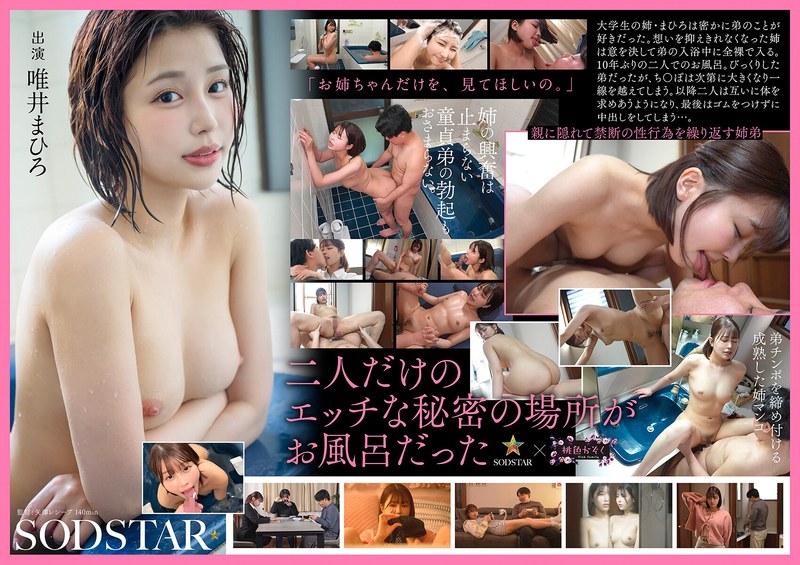 出演 唯井まひろ
「お姉ちゃんだけを、見てほしいの。」
大学生の姉・まひろは密かに弟のことが
好きだった。想いを抑えきれなくなった姉
は意を決して弟の入浴中に全裸で入る。
10年ぶりの二人でのお風呂。びっくりした
弟だったが、ち○ぽは次第に大きくなり一
線を越えてしまう。以降二人は互いに体を
求めあうようになり、最後はゴムをつけずに
中出しをしてしまう…。
親に隠れて禁断の性行為を繰り返す姉弟
姉の興奮は
止まらない
童貞弟の勃起も
おさまらない。
弟チンポを締め付ける
成熟した姉マンコ
二人だけの
エッチな秘密の場所が
お風呂だった
SODSTAR × 桃色かぞく
140min
SODSTAR